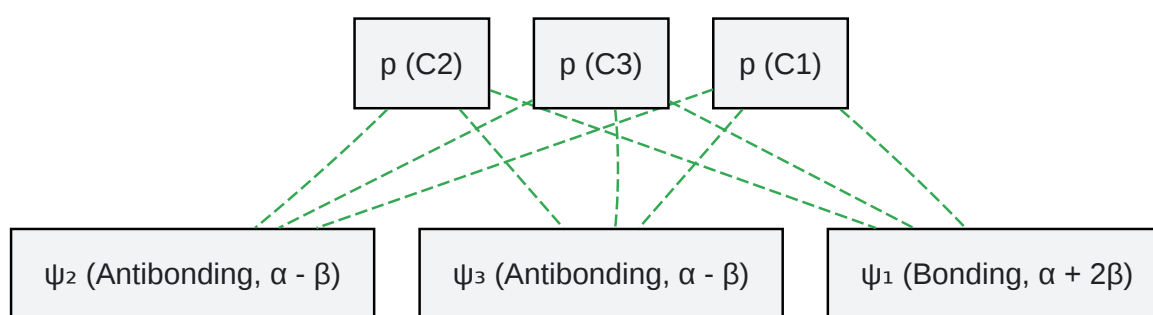 p (C2)
p (C3)
p (C1)
ψ₂ (Antibonding, α - β)
ψ₃ (Antibonding, α - β)
ψ₁ (Bonding, α + 2β)